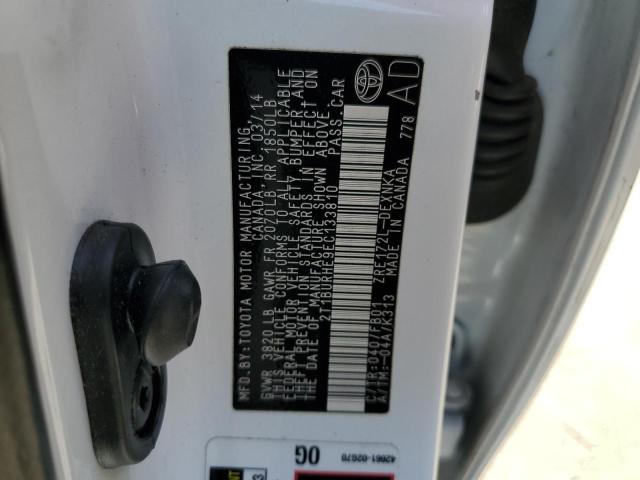 MFD.BY:TOYOTA MOTOR MANUFACTURING,
CANADA, INC. 03/14
GVWR 3820 LB GAWR FR 2020LB RR 1850LB
THIS VEHICLE CONFORMS TO ALL APPLICABLE
FEDERAL MOTOR VEHICLE SAFETY BUMPER, AND
THEFT PREVENTION STANDARDS IN EFFECT ON
THE DATE OF MANUFACTURE SHOWN ABOVE.
2T1BURHE9EC133810 PASS.CAR
C/TR:040/FB01 ZRE172L-DEXNKA
A/TM:-04A/K313 MADE IN CANADA 778
AD
42661-02G70
0G